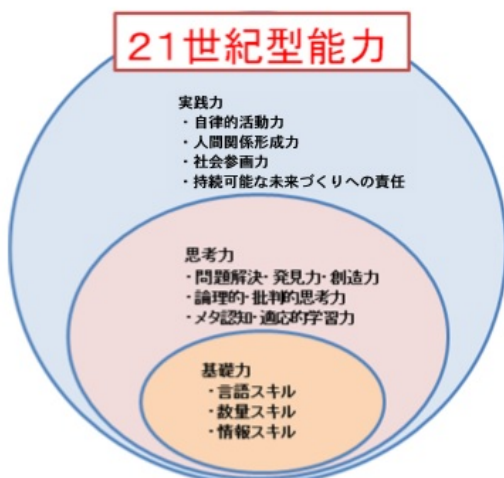 21世紀型能力
実践力
・自律的活動力
・人間関係形成力
・社会参画力
・持続可能な未来づくりへの責任
思考力
・問題解決・発見力・創造力
・論理的・批判的思考力
・メタ認知・適応的学習力
基礎力
・言語スキル
・数量スキル
・情報スキル